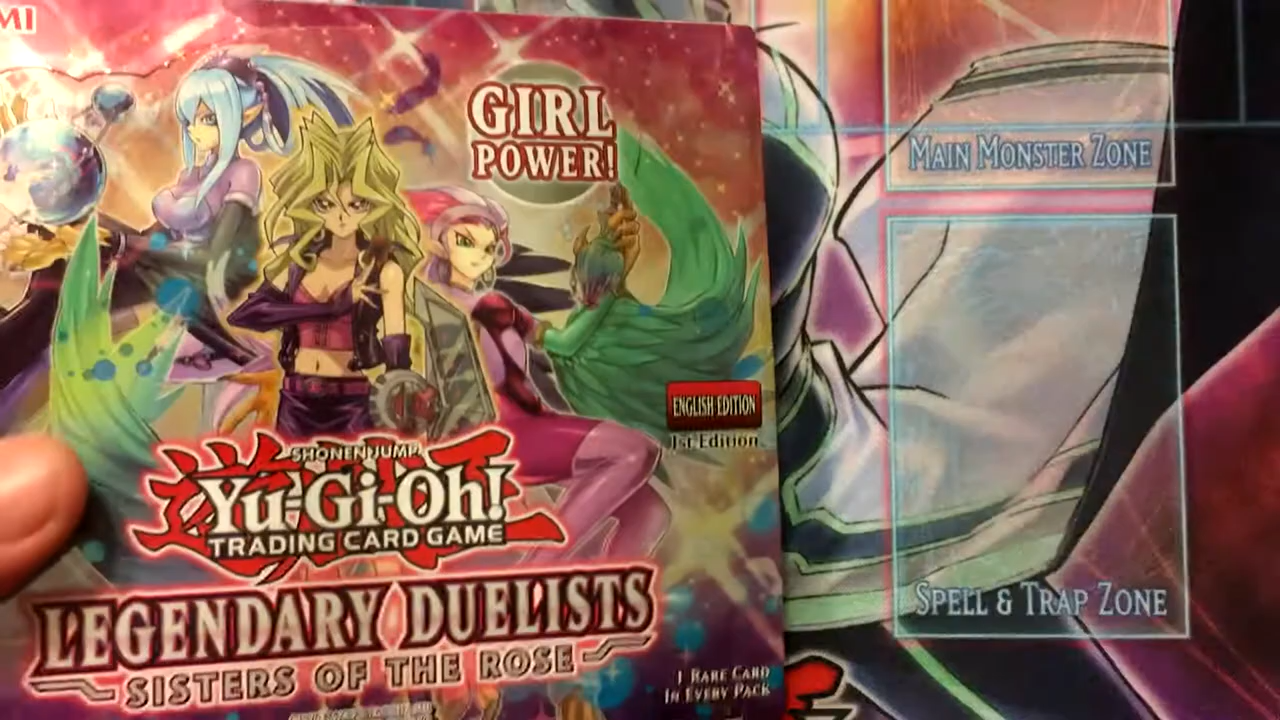 MI
GIRL
POWER!
MAIN MONSTER ZONE
ENGLISH EDITION
1st Edition
SHONEN JUMP
Yu-Gi-Oh!
TRADING CARD GAME
LEGENDARY DUELISTS
SISTERS OF THE ROSE
SPELL & TRAP ZONE
1 RARE CARD
IN EVERY PACK